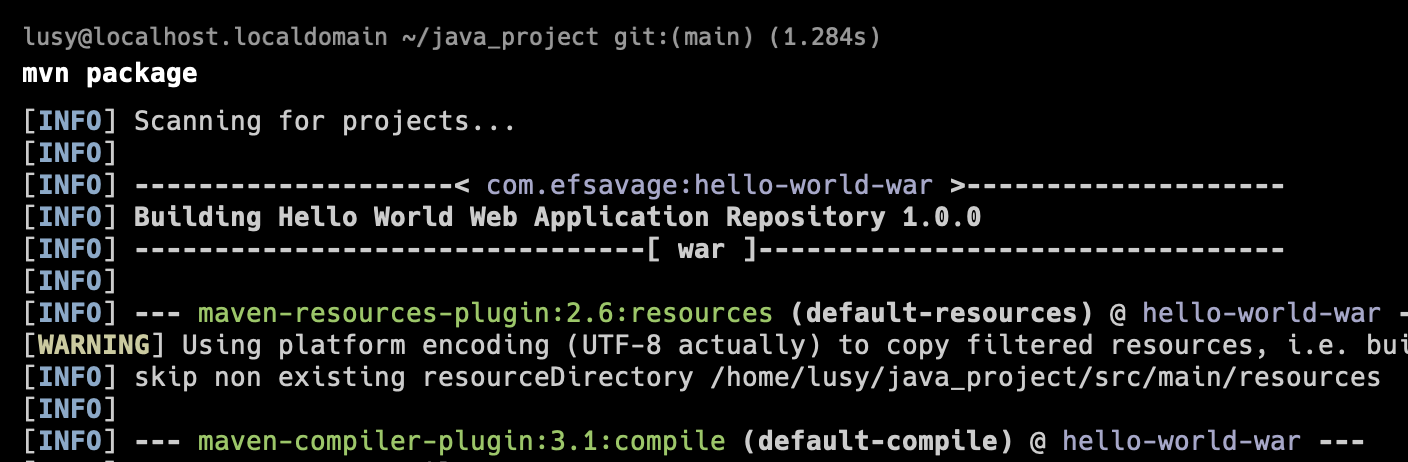 lusy@localhost.localdomain ~/java_project git:(main) (1.284s)
mvn package
[INFO] Scanning for projects...
[INFO]
[INFO] --------------------< com.efsavage:hello-world-war >--------------------
[INFO] Building Hello World Web Application Repository 1.0.0
[INFO] --------------------------------[ war ]---------------------------------
[INFO]
[INFO] --- maven-resources-plugin:2.6:resources (default-resources) @ hello-world-war -
[WARNING] Using platform encoding (UTF-8 actually) to copy filtered resources, i.e. bui
[INFO] skip non existing resourceDirectory /home/lusy/java_project/src/main/resources
[INFO]
[INFO] --- maven-compiler-plugin:3.1:compile (default-compile) @ hello-world-war ---